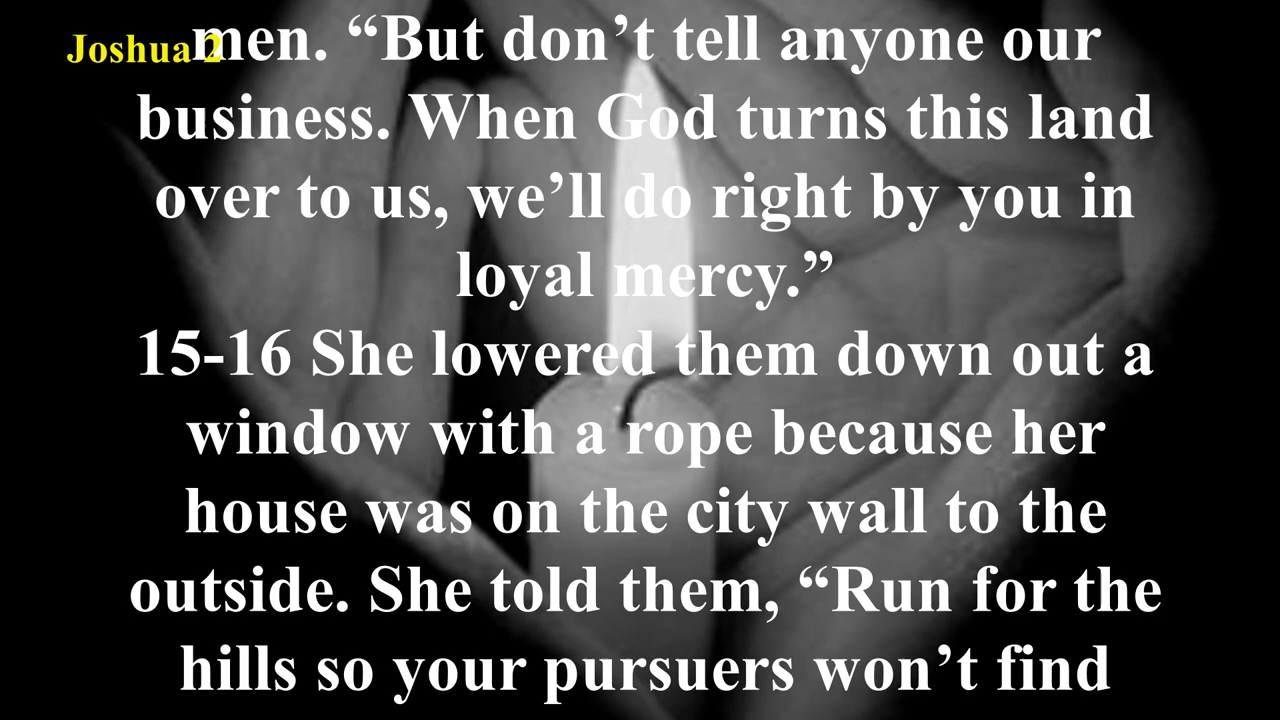 Joshua 2
men. “But don’t tell anyone our
business. When God turns this land
over to us, we’ll do right by you in
loyal mercy.”
15-16 She lowered them down out a
window with a rope because her
house was on the city wall to the
outside. She told them, “Run for the
hills so your pursuers won’t find